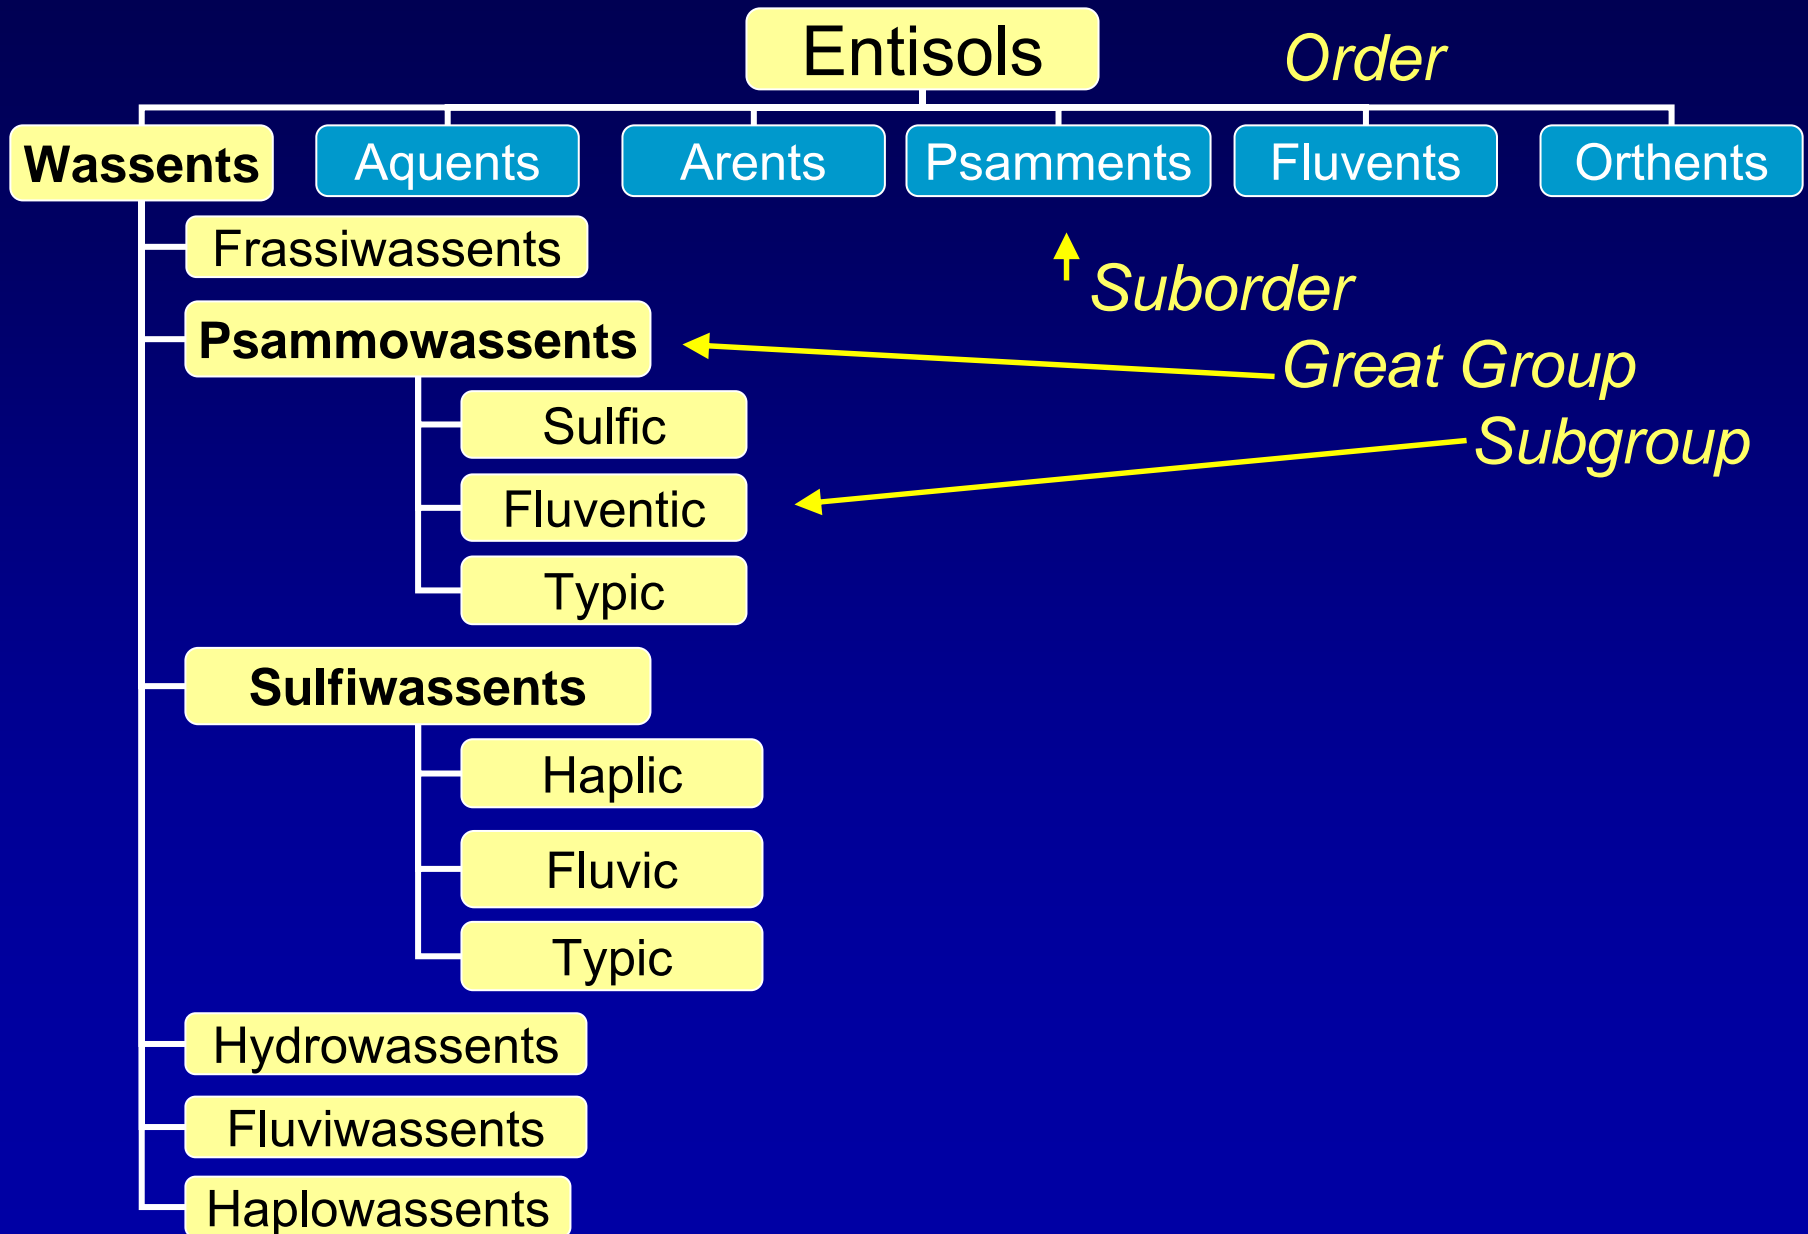 Entisols
Order
Wassents
Aquents
Arents
Psamments
Fluvents
Orthents
Frassiwassents
Suborder
Psammowassents
Great Group
Sulfic
Subgroup
Fluventic
Typic
Sulfiwassents
Haplic
Fluvic
Typic
Hydrowassents
Fluviwassents
Haplowassents